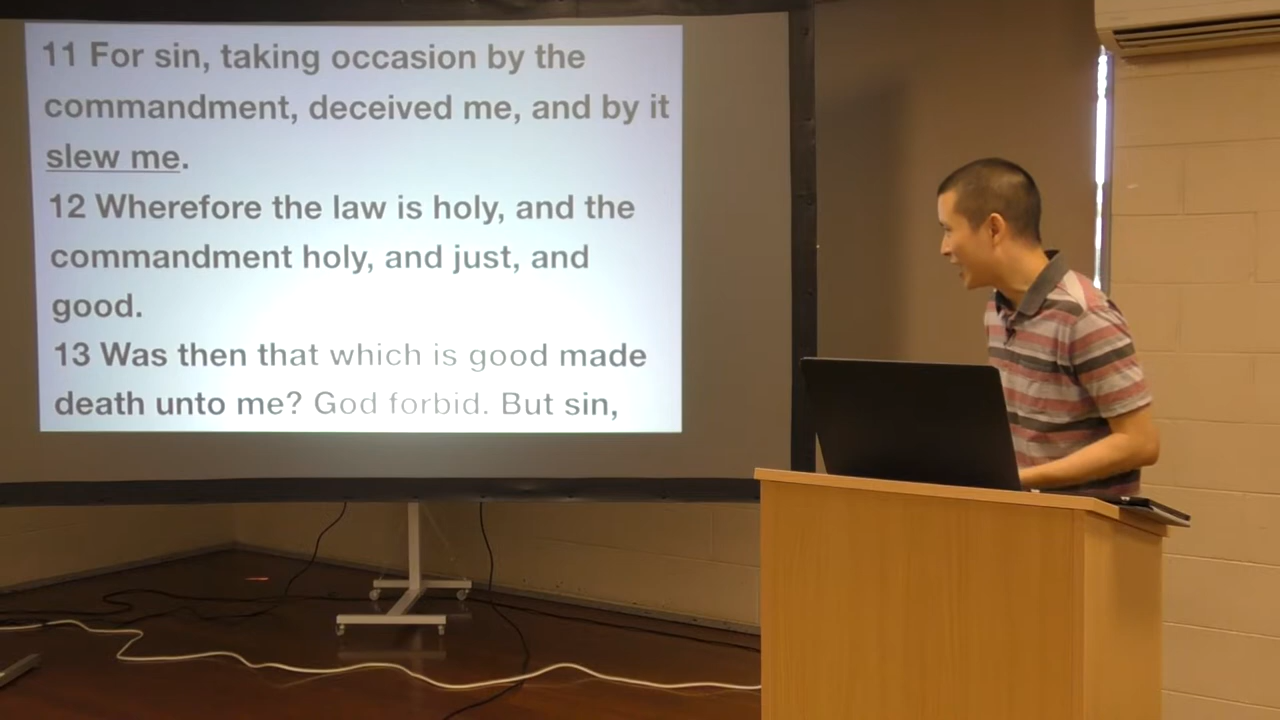 11 For sin, taking occasion by the
commandment, deceived me, and by it
slew me.
12 Wherefore the law is holy, and the
commandment holy, and just, and
good.
13 Was then that which is good made
death unto me? God forbid. But sin,